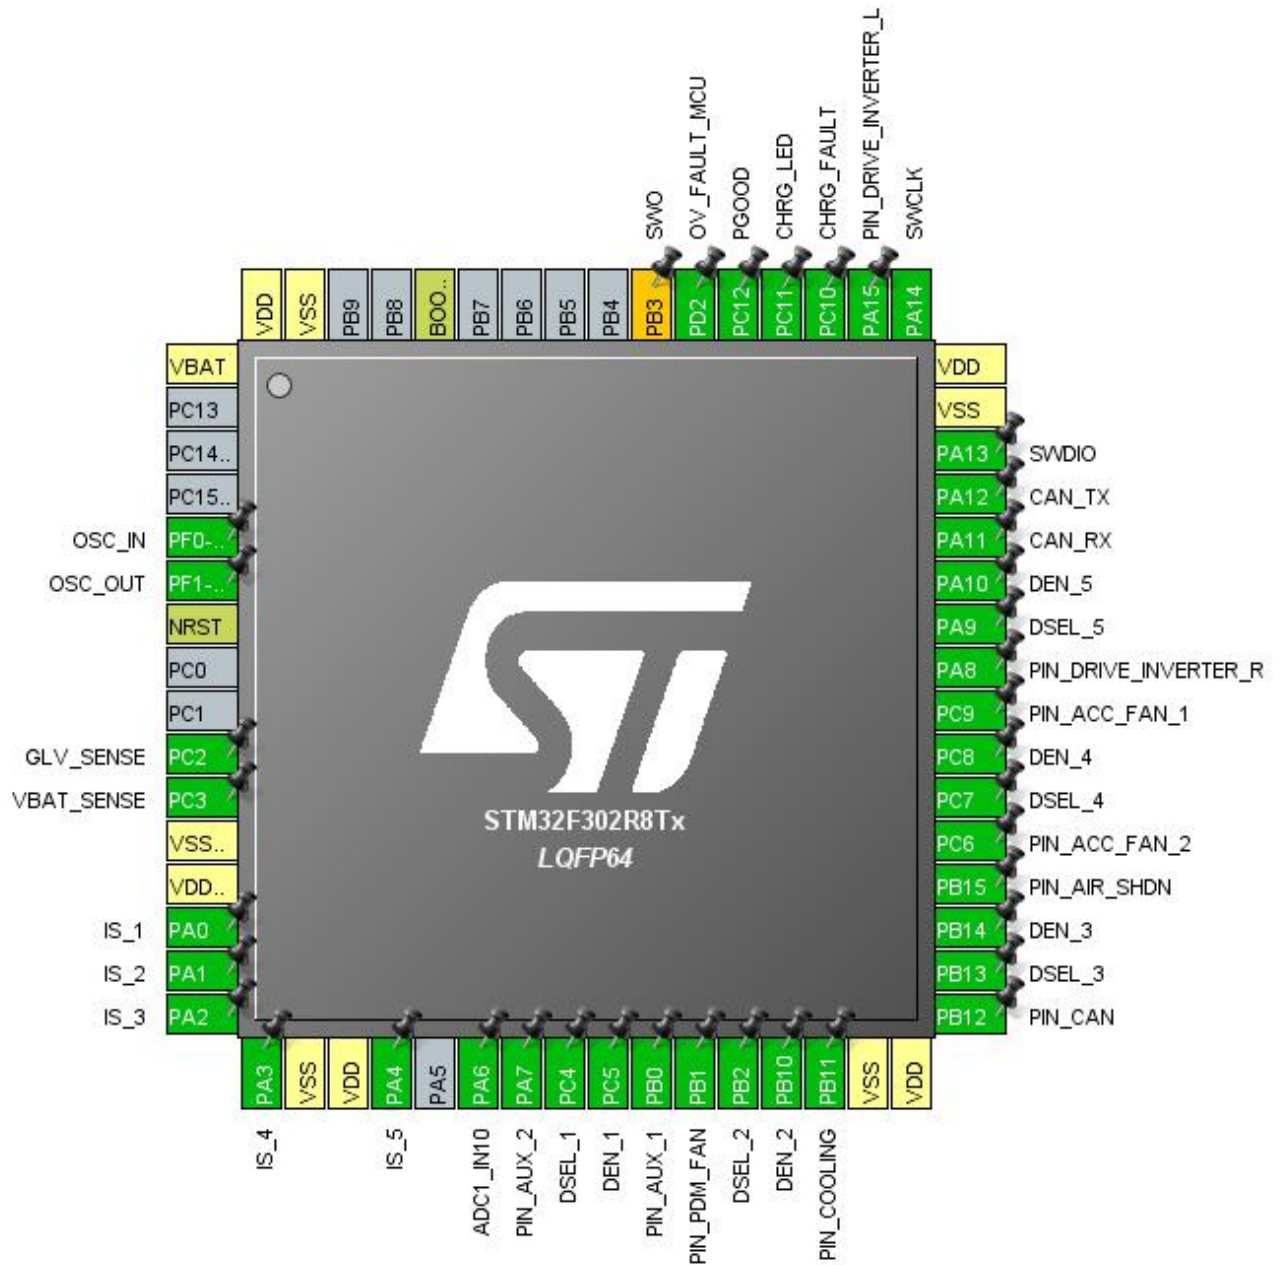 SWO
OV_FAULT_MCU
PGOOD
CHRG_LED
CHRG_FAULT
PIN_DRIVE_INVERTER_L
SWCLK
VDD
VSS
PB9
PB8
BOO..
PB7
PB6
PB5
PB4
PB3
PD2
PC12
PC11
PC10
PA15
PA14
VBAT
PC13
PC14..
PC15..
OSC_IN PF0-..
OSC_OUT PF1-..
NRST
PC0
PC1
GLV_SENSE PC2
VBAT_SENSE PC3
VSS..
VDD..
IS_1 PA0
IS_2 PA1
IS_3 PA2
STM32F302R8Tx
LQFP64
VDD
VSS
PA13 SWDIO
PA12 CAN_TX
PA11 CAN_RX
PA10 DEN_5
PA9 DSEL_5
PA8 PIN_DRIVE_INVERTER_R
PC9 PIN_ACC_FAN_1
PC8 DEN_4
PC7 DSEL_4
PC6 PIN_ACC_FAN_2
PB15 PIN_AIR_SHDN
PB14 DEN_3
PB13 DSEL_3
PB12 PIN_CAN
PA3
VSS
VDD
PA4
PA5
PA6
PA7
PC4
PC5
PB0
PB1
PB2
PB10
PB11
VSS
VDD
IS_4
IS_5
ADC1_IN10
PIN_AUX_2
DSEL_1
DEN_1
PIN_AUX_1
PIN_PDM_FAN
DSEL_2
DEN_2
PIN_COOLING